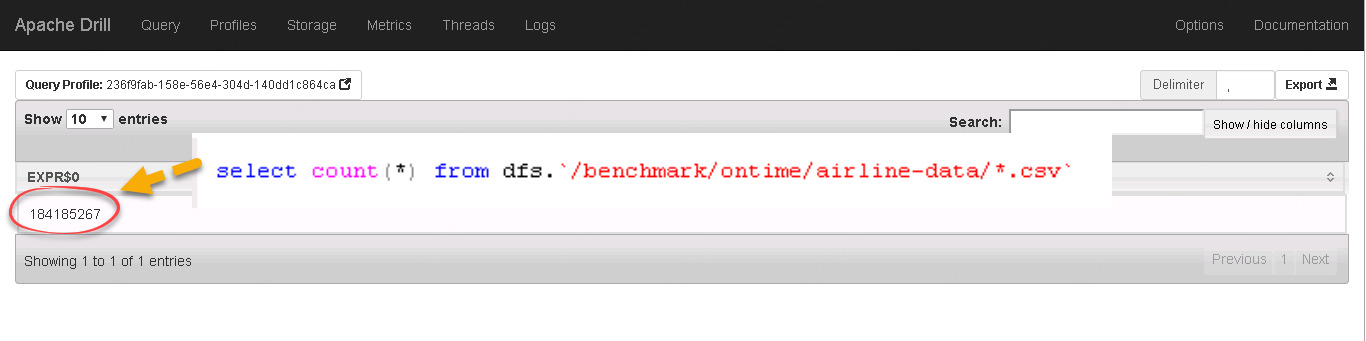 Apache Drill Query Profiles Storage Metrics Threads Logs Options Documentation
Query Profile: 236f9fab-158e-56e4-304d-140dd1c864ca Delimiter , Export
Show 10 entries Search: Show / hide columns
select count(*) from dfs.`/benchmark/ontime/airline-data/*.csv`
EXPR$0
184185267
Showing 1 to 1 of 1 entries Previous 1 Next